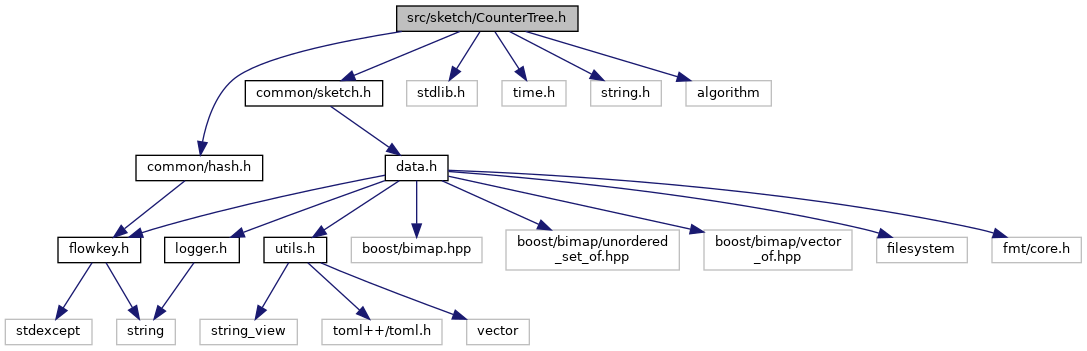 src/sketch/CounterTree.h
common/sketch.h
stdlib.h
time.h
string.h
algorithm
common/hash.h
data.h
flowkey.h
logger.h
utils.h
boost/bimap.hpp
boost/bimap/unordered
_set_of.hpp
boost/bimap/vector
_of.hpp
filesystem
fmt/core.h
stdexcept
string
string_view
toml++/toml.h
vector